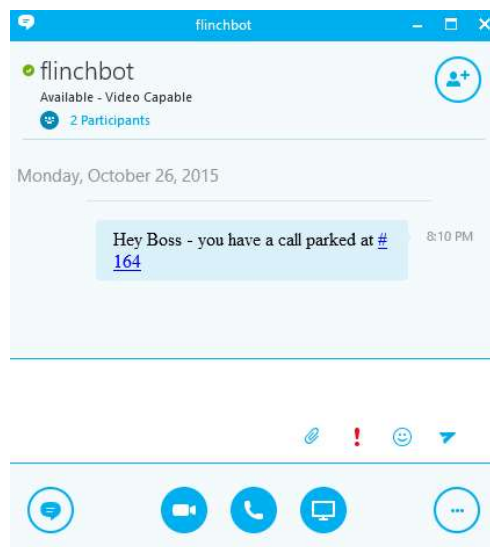 flinchbot
flinchbot
Available - Video Capable
2 Participants
Monday, October 26, 2015
Hey Boss - you have a call parked at #
164
8:10 PM